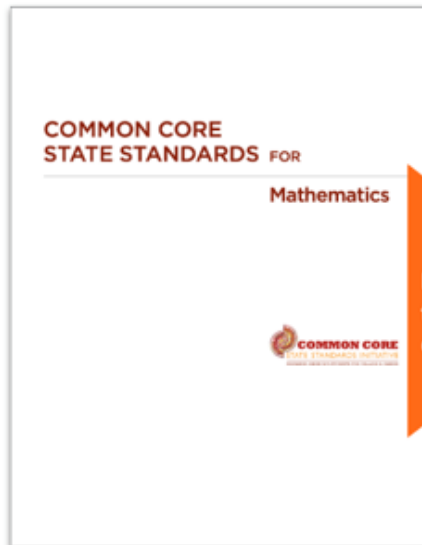 COMMON CORE
STATE STANDARDS FOR
Mathematics
COMMON CORE
STATE STANDARDS INITIATIVE